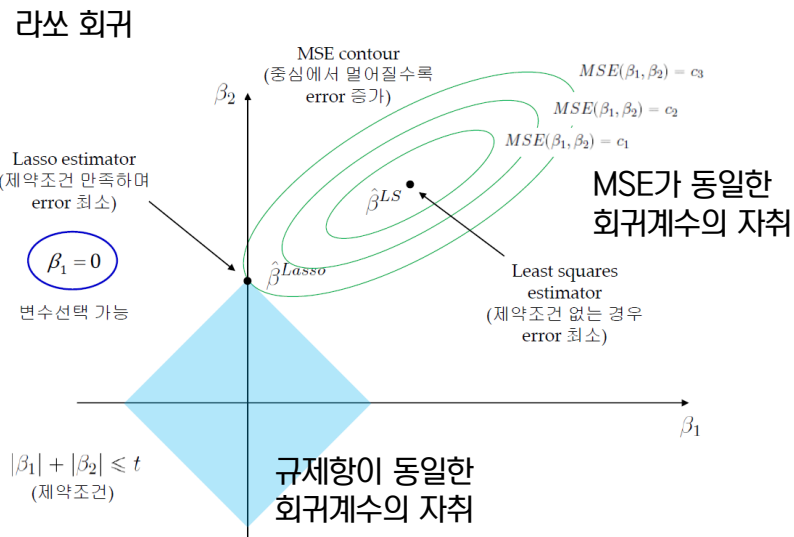 라쏘 회귀
MSE contour
(중심에서 멀어질수록
error 증가)
MSE(β₁, β₂) = c₃
MSE(β₁, β₂) = c₂
MSE(β₁, β₂) = c₁
β₂
Lasso estimator
(제약조건 만족하며
error 최소)
β₁ = 0
변수선택 가능
β̂^LS
β̂^Lasso
MSE가 동일한
회귀계수의 자취
Least squares
estimator
(제약조건 없는 경우
error 최소)
β₁
|β₁| + |β₂| ⩽ t
(제약조건)
규제항이 동일한
회귀계수의 자취